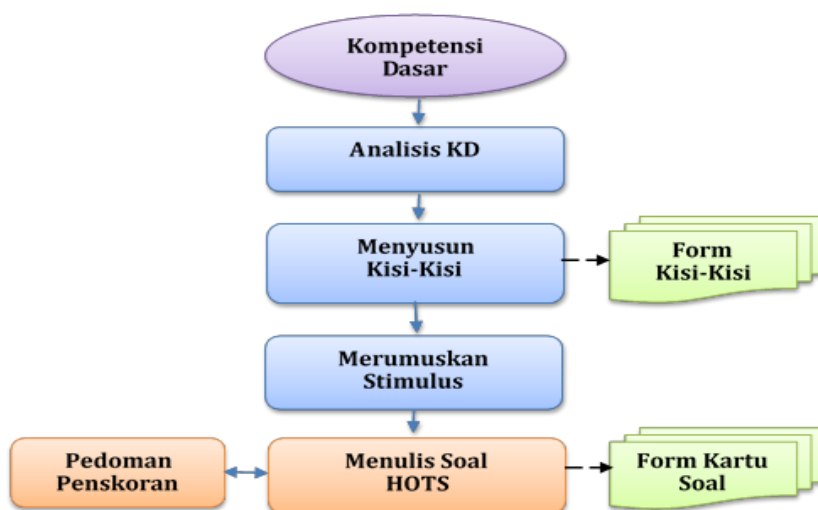 Kompetensi
Dasar
Analisis KD
Menyusun
Kisi-Kisi
Form
Kisi-Kisi
Merumuskan
Stimulus
Pedoman
Penskoran
Menulis Soal
HOTS
Form Kartu
Soal